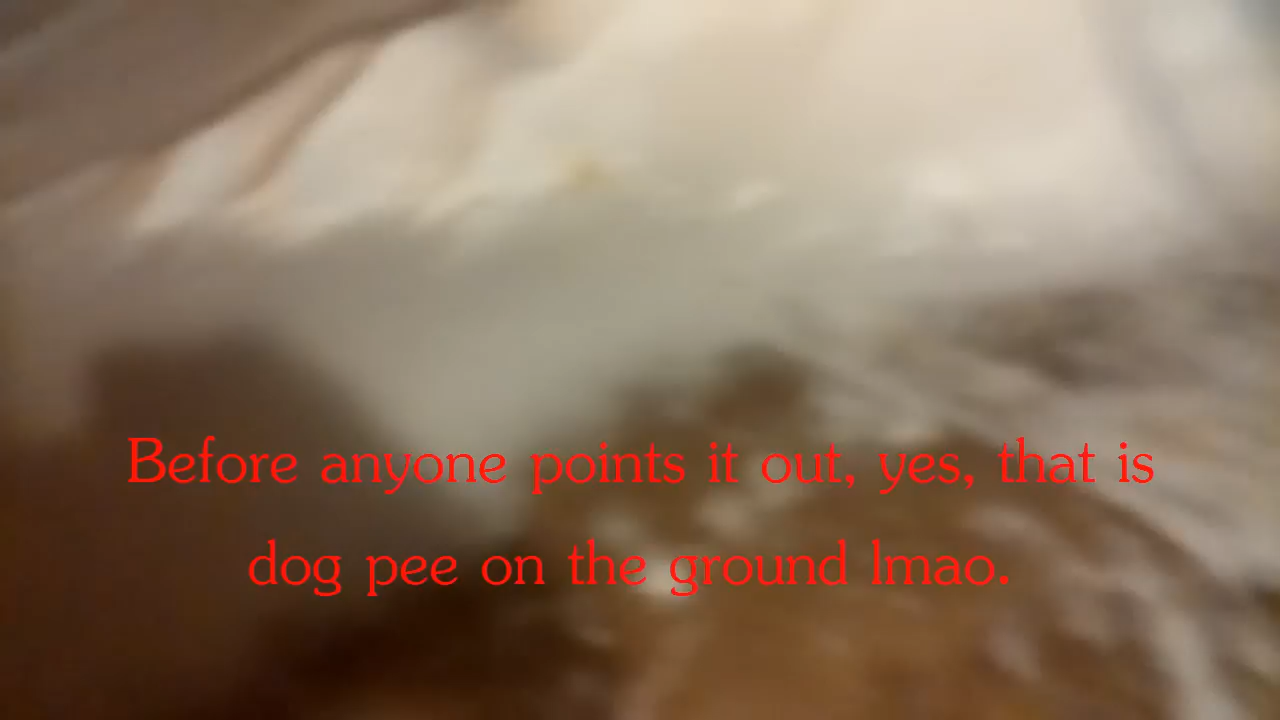 Before anyone points it out, yes, that is
dog pee on the ground lmao.